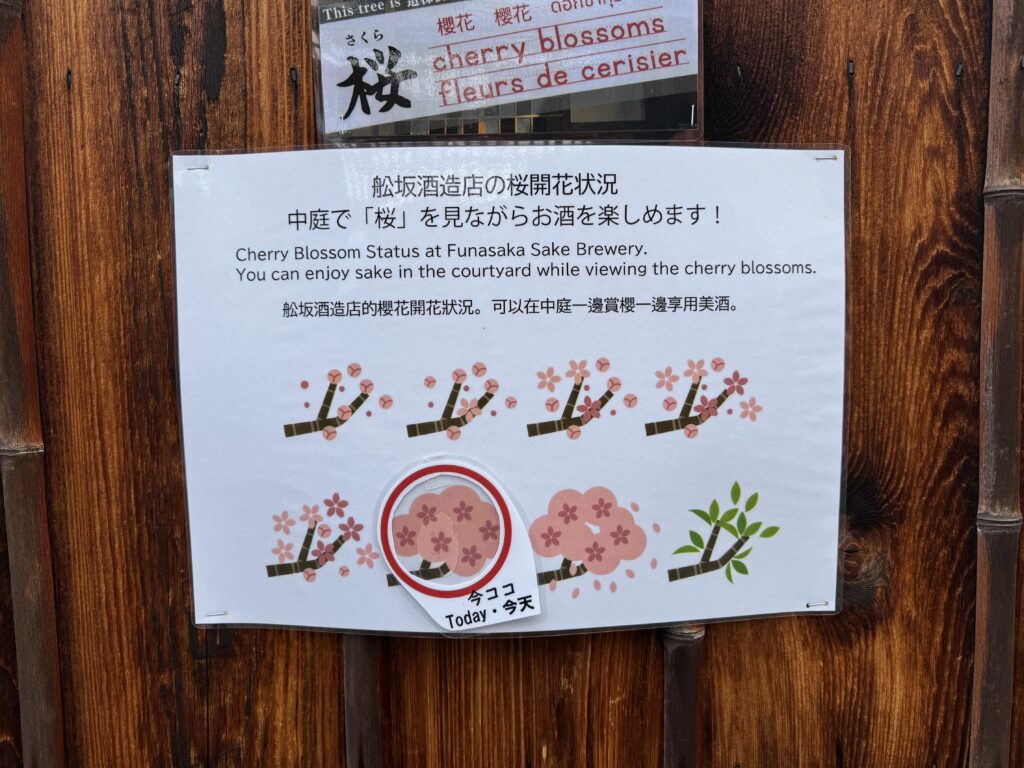 This tree is
さくら
桜
櫻花 櫻花
cherry blossoms
fleurs de cerisier
舩坂酒造店の桜開花状況
中庭で「桜」を見ながらお酒を楽しめます！
Cherry Blossom Status at Funasaka Sake Brewery.
You can enjoy sake in the courtyard while viewing the cherry blossoms.
舩坂酒造店的櫻花開花狀況。可以在中庭一邊賞櫻一邊享用美酒。
今ココ
Today・今天